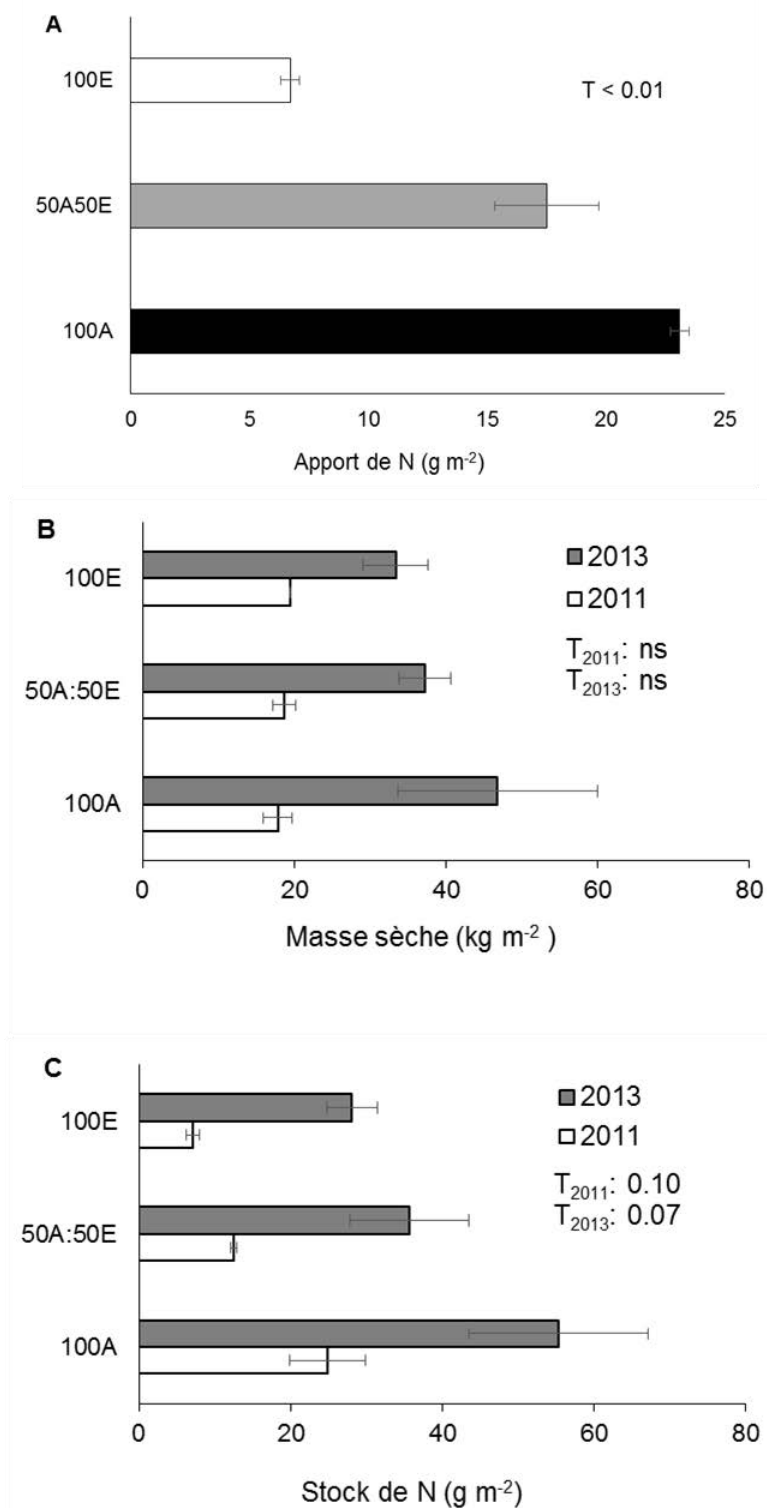 A
100E
T < 0.01
50A50E
100A
0 5 10 15 20 25
Apport de N (g m-2)
B
100E
2013
2011
T2011: ns
T2013: ns
50A:50E
100A
0 20 40 60 80
Masse sèche (kg m-2 )
C
100E
2013
2011
T2011: 0.10
T2013: 0.07
50A:50E
100A
0 20 40 60 80
Stock de N (g m-2)